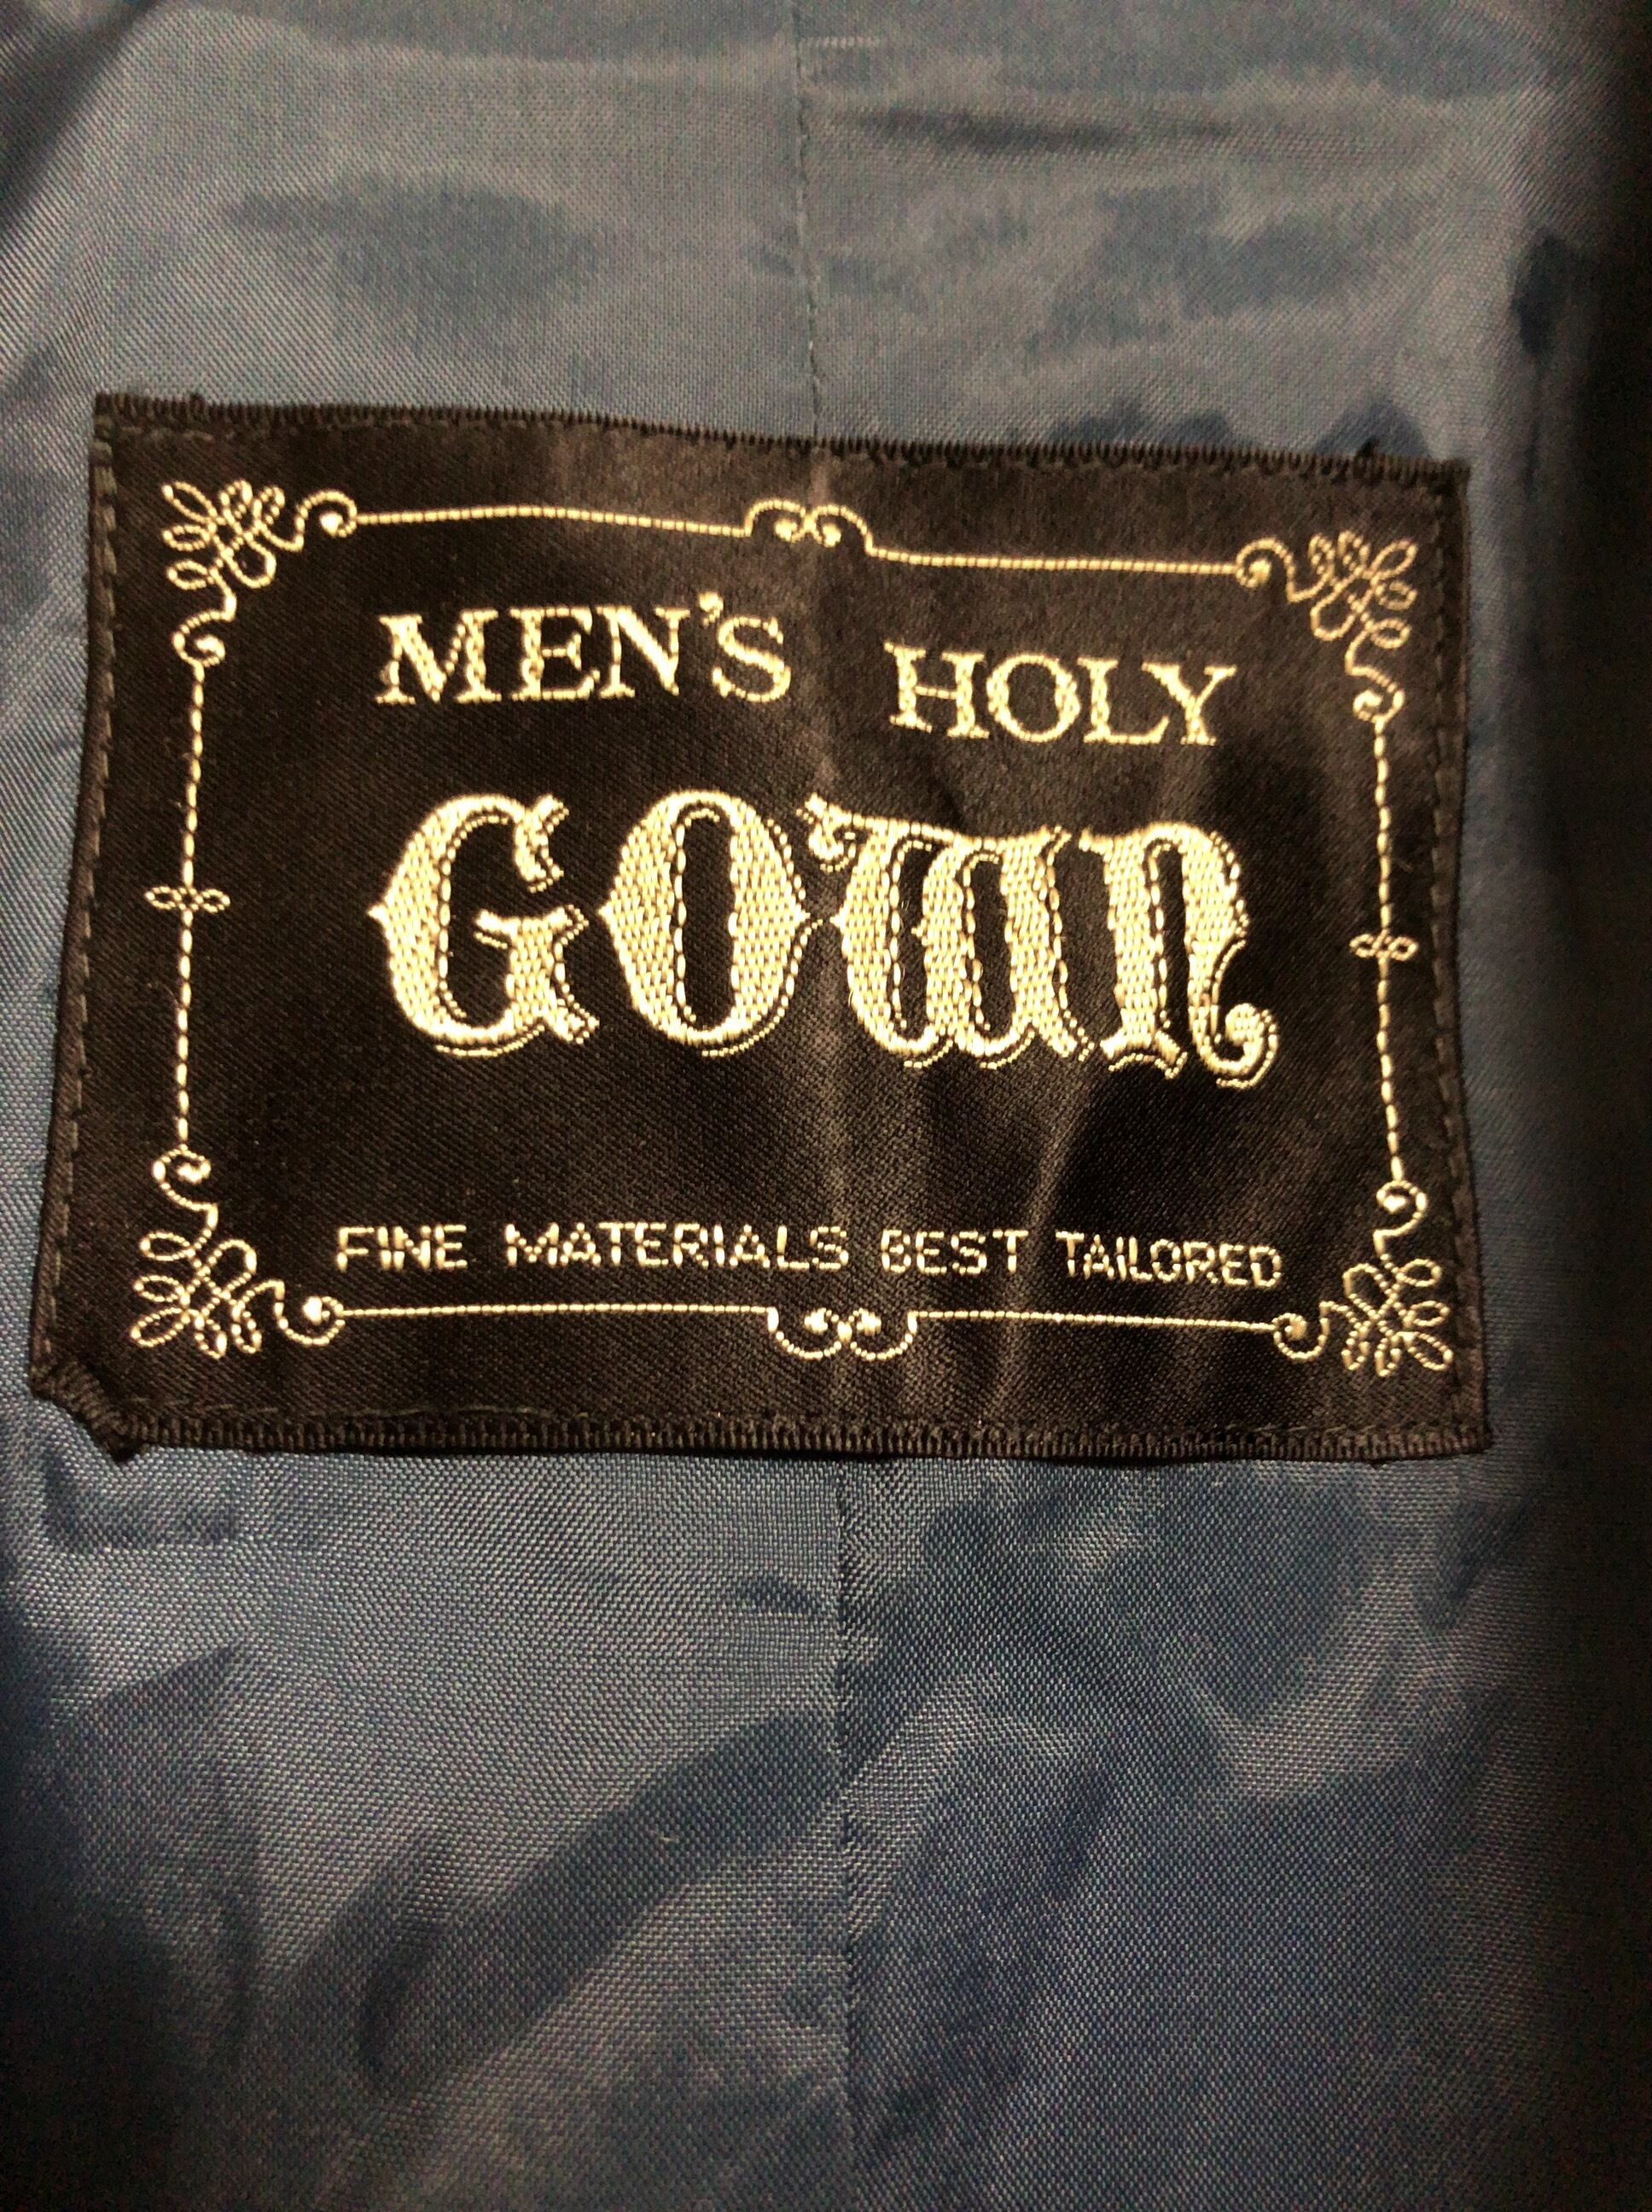 MEN'S HOLY
GOWN
FINE MATERIALS BEST TAILORED